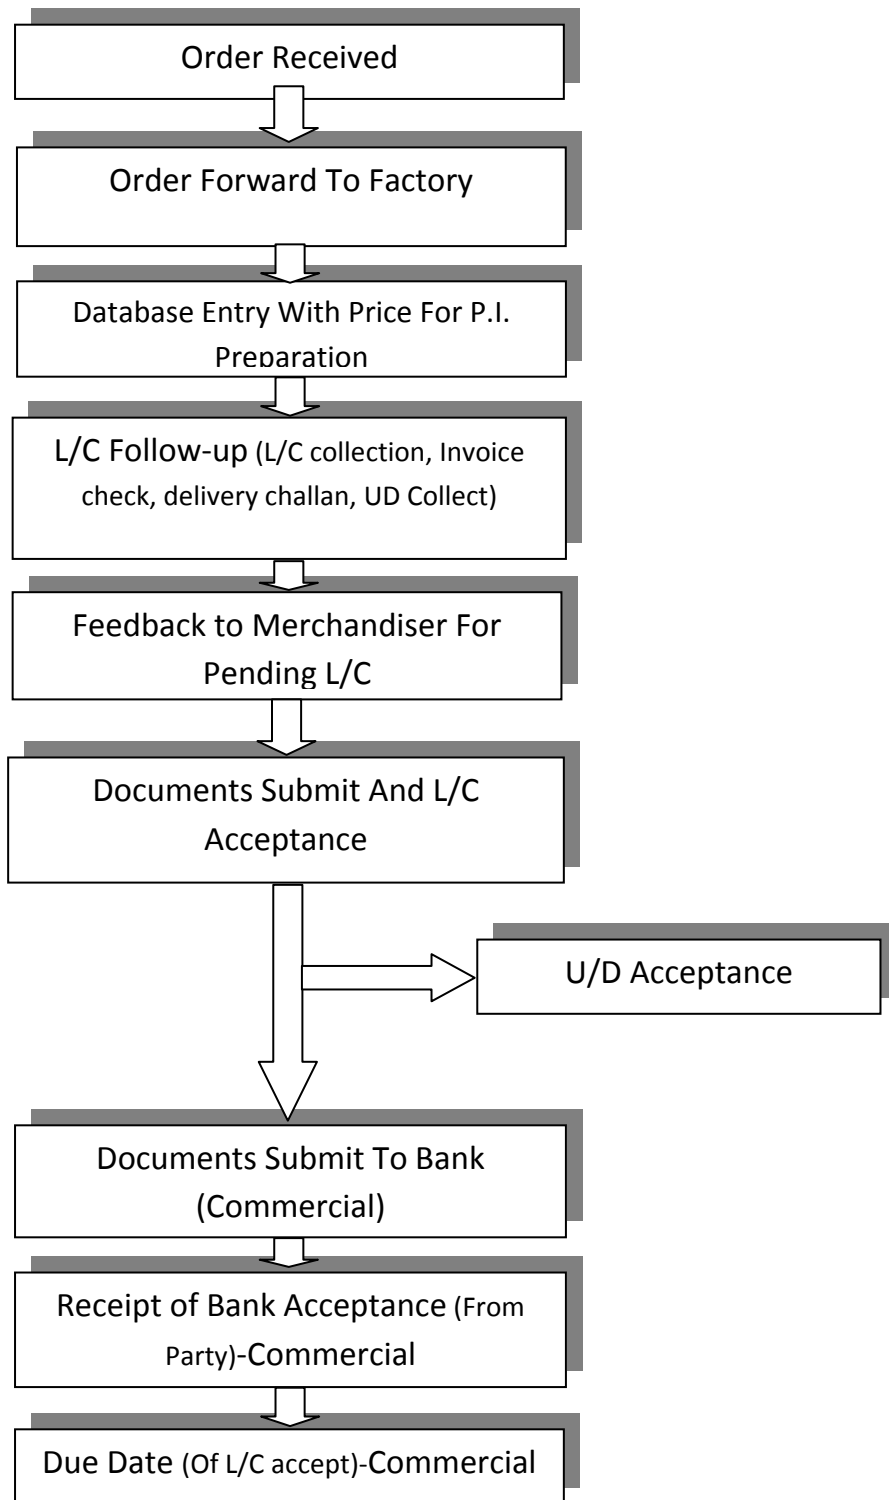 Order Received
Order Forward To Factory
Database Entry With Price For P.I.
Preparation
L/C Follow-up (L/C collection, Invoice
check, delivery challan, UD Collect)
Feedback to Merchandiser For
Pending L/C
Documents Submit And L/C
Acceptance
U/D Acceptance
Documents Submit To Bank
(Commercial)
Receipt of Bank Acceptance (From
Party)-Commercial
Due Date (Of L/C accept)-Commercial